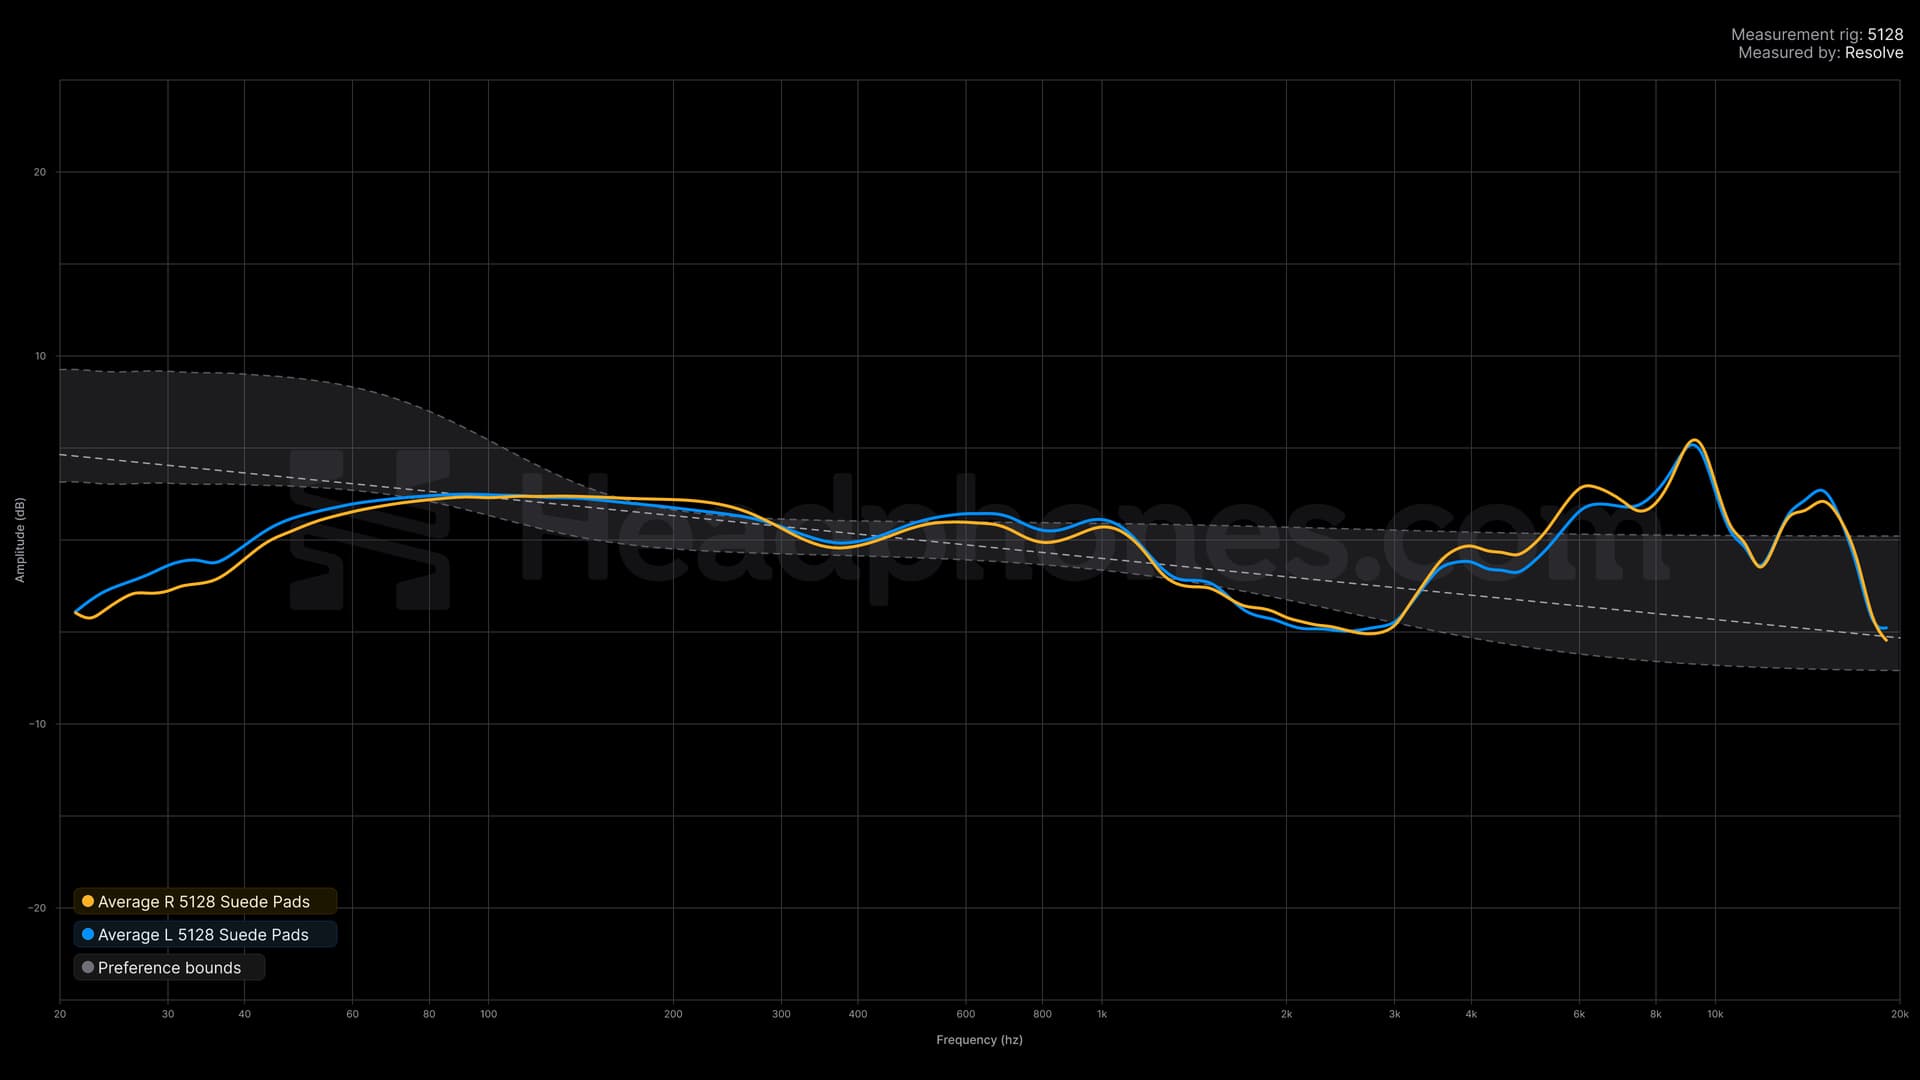 Measurement rig: 5128
Measured by: Resolve
20
10
−10
−20
Amplitude (dB)
Headphones.com
Average R 5128 Suede Pads
Average L 5128 Suede Pads
Preference bounds
20 30 40 60 80 100 200 300 400 600 800 1k 2k 3k 4k 6k 8k 10k 20k
Frequency (hz)